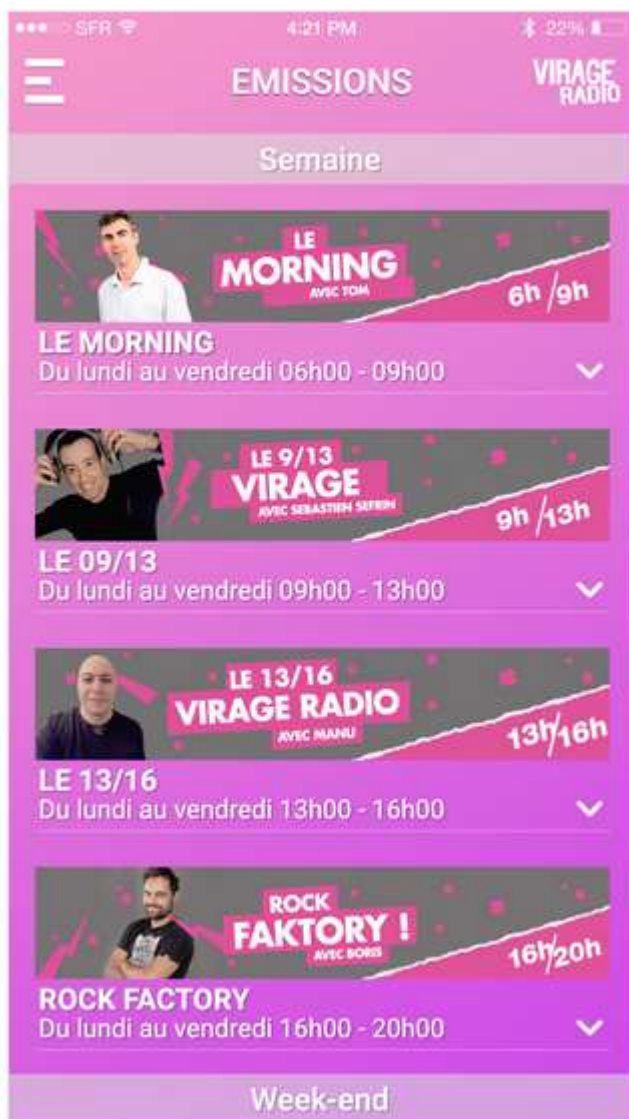 SFR 4:21 PM 22%
EMISSIONS
VIRAGE
RADIO
Semaine
LE
MORNING
AVEC TOM
6h/9h
LE MORNING
Du lundi au vendredi 06h00 - 09h00
LE 9/13
VIRAGE
AVEC SEBASTIEN SEFRIN
9h/13h
LE 09/13
Du lundi au vendredi 09h00 - 13h00
LE 13/16
VIRAGE RADIO
AVEC MANU
13h/16h
LE 13/16
Du lundi au vendredi 13h00 - 16h00
ROCK
FAKTORY !
AVEC BORIS
16h/20h
ROCK FACTORY
Du lundi au vendredi 16h00 - 20h00
Week-end